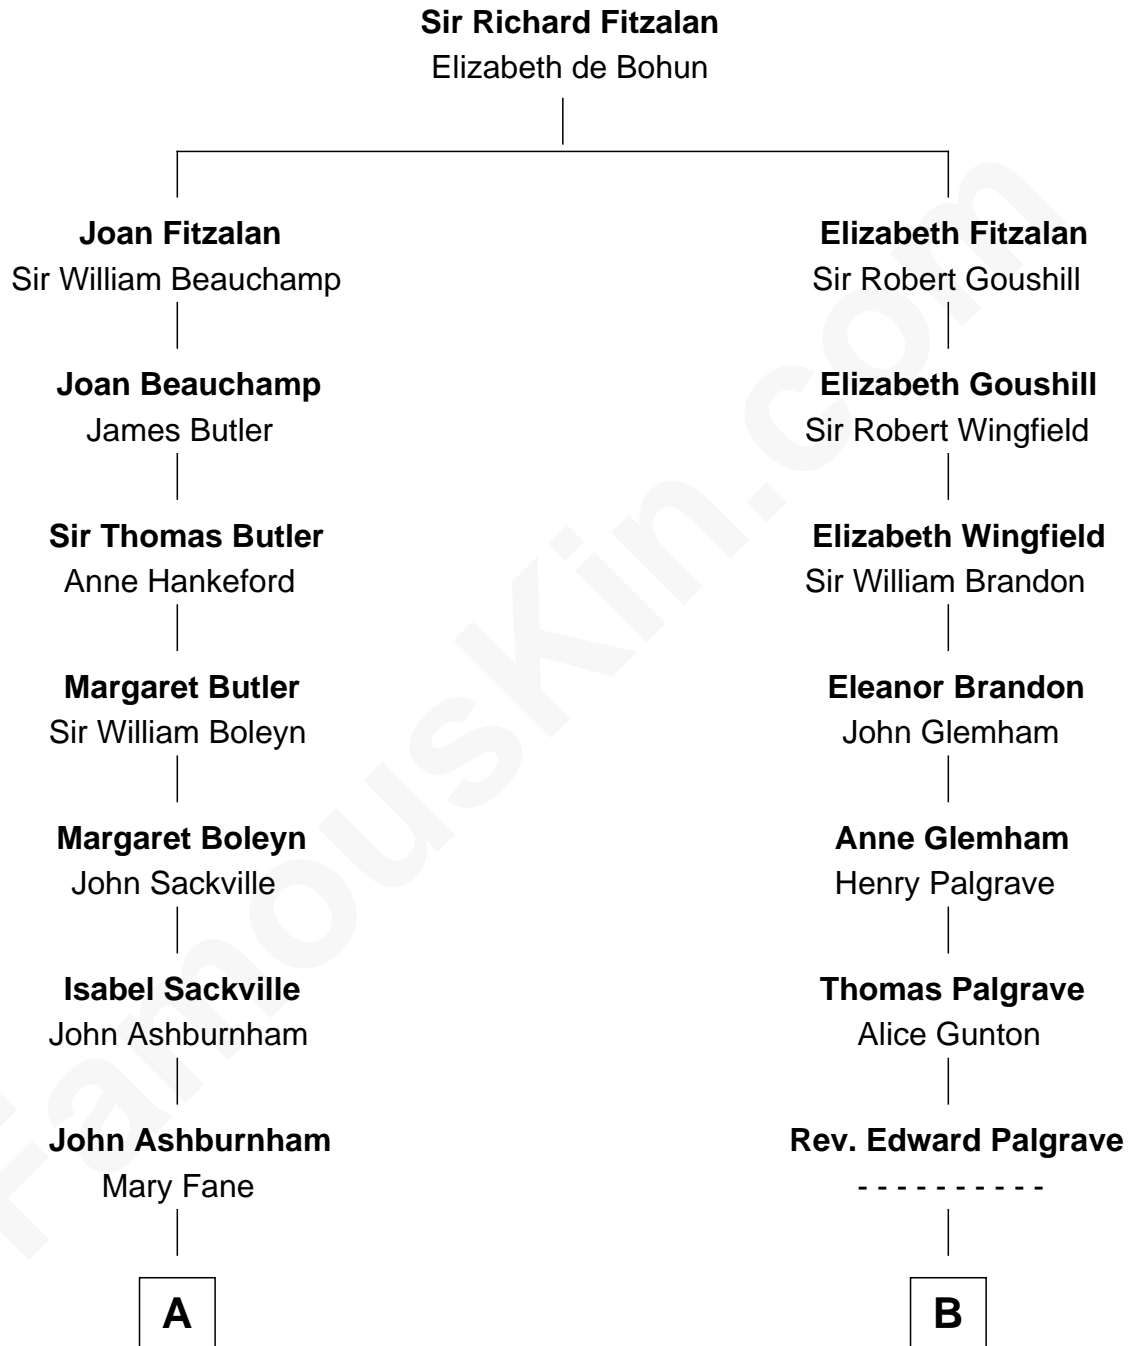 Sir Richard Fitzalan
Elizabeth de Bohun
Joan Fitzalan
Sir William Beauchamp
Elizabeth Fitzalan
Sir Robert Goushill
Joan Beauchamp
James Butler
Elizabeth Goushill
Sir Robert Wingfield
Sir Thomas Butler
Anne Hankeford
Elizabeth Wingfield
Sir William Brandon
Margaret Butler
Sir William Boleyn
Eleanor Brandon
John Glemham
Margaret Boleyn
John Sackville
Anne Glemham
Henry Palgrave
Isabel Sackville
John Ashburnham
Thomas Palgrave
Alice Gunton
John Ashburnham
Mary Fane
Rev. Edward Palgrave
- - - - - - - - - -
A
B
FamousKin.com